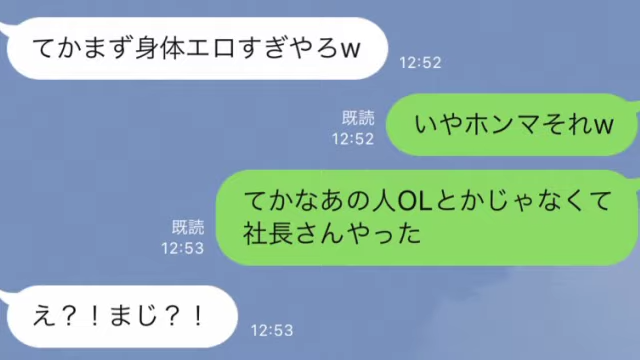 てかまず身体エロすぎやろw
12:52
既読
12:52
いやホンマそれw
てかなあの人OLとかじゃなくて
社長さんやった
既読
12:53
え?!まじ?!
12:53